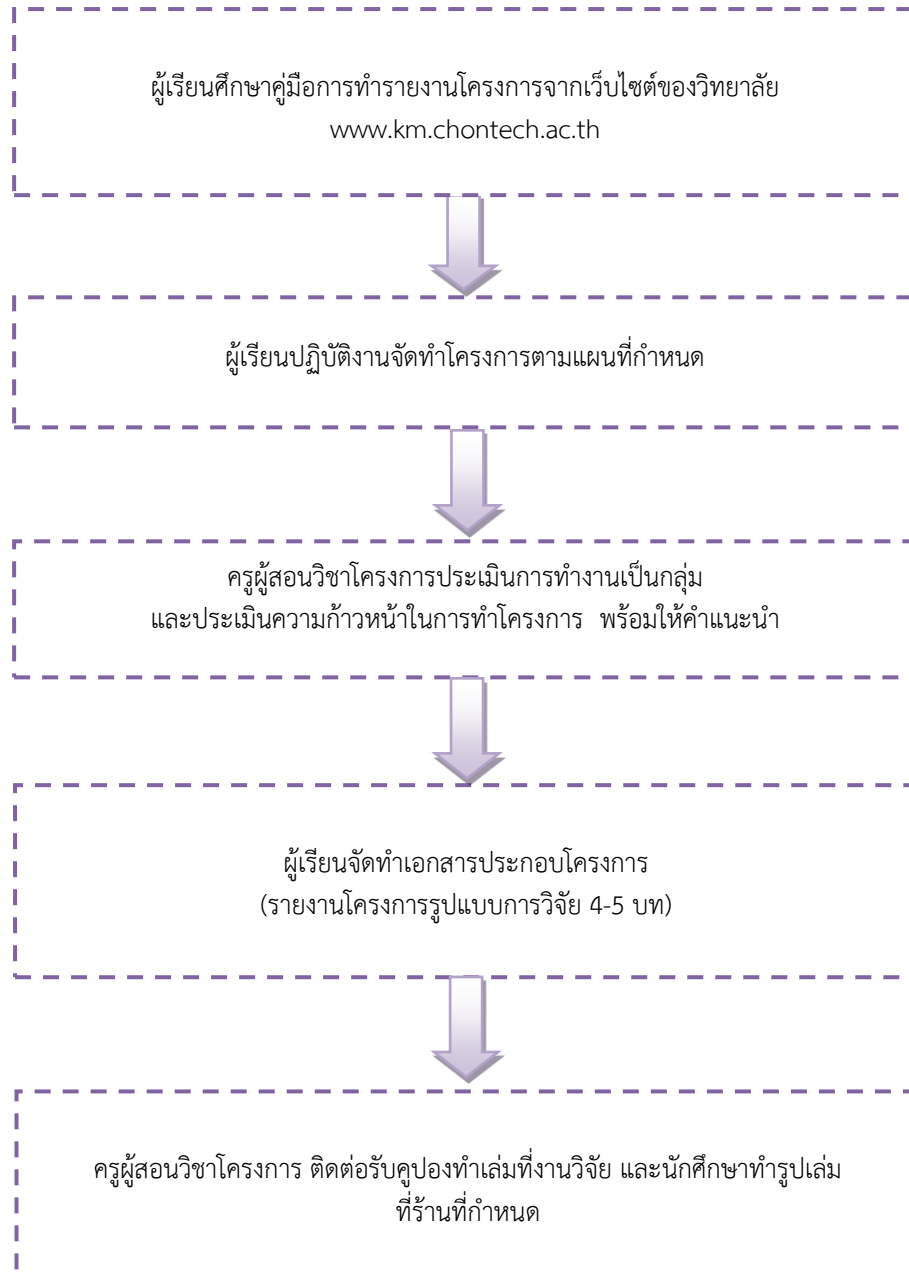 ผู้เรียนศึกษาคู่มือการทำรายงานโครงการจากเว็บไซต์ของวิทยาลัย
www.km.chontech.ac.th
ผู้เรียนปฏิบัติงานจัดทำโครงการตามแผนที่กำหนด
ครูผู้สอนวิชาโครงการประเมินการทำงานเป็นกลุ่ม
และประเมินความก้าวหน้าในการทำโครงการ พร้อมให้คำแนะนำ
ผู้เรียนจัดทำเอกสารประกอบโครงการ
(รายงานโครงการรูปแบบการวิจัย 4-5 บท)
ครูผู้สอนวิชาโครงการ ติดต่อรับคูปองทำเล่มที่งานวิจัย และนักศึกษาทำรูปเล่ม
ที่ร้านที่กำหนด